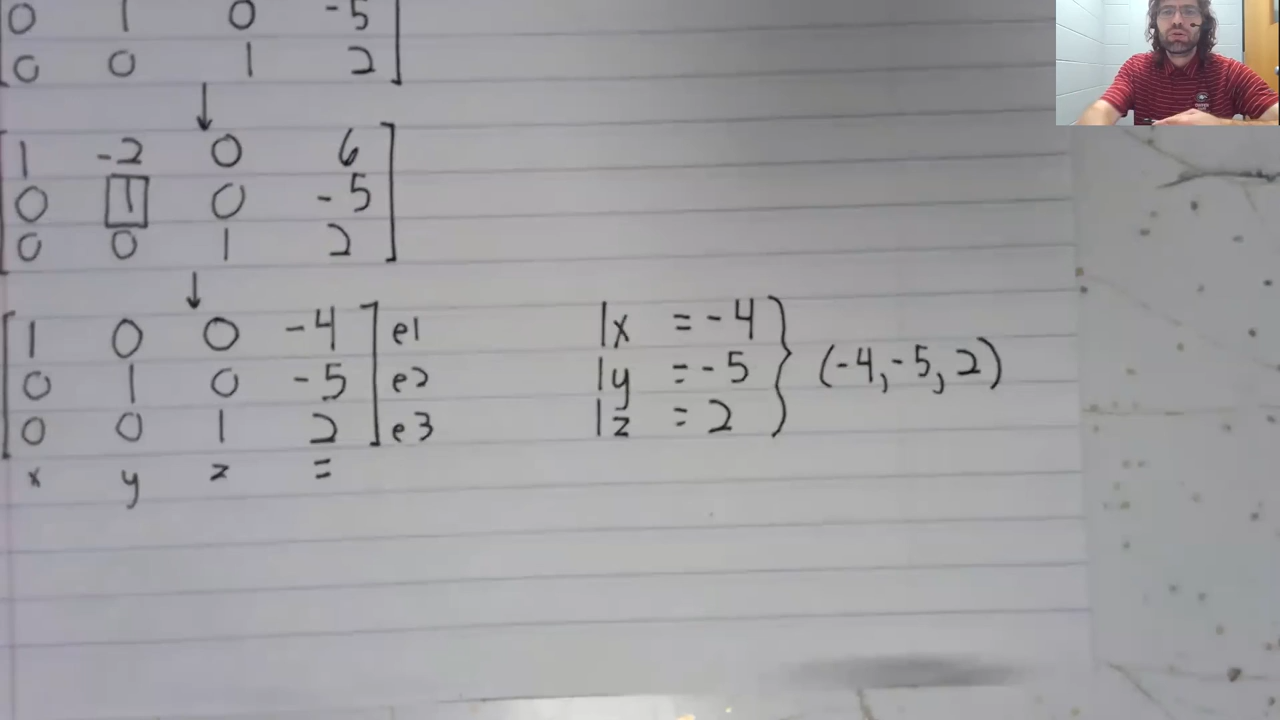 0 1 0 -5
0 0 1 2
↓
1 -2 0 6
0 1 0 -5
0 0 1 2
↓
1 0 0 -4 e1
0 1 0 -5 e2
0 0 1 2 e3
x y z =
1x = -4
1y = -5
1z = 2
(-4, -5, 2)